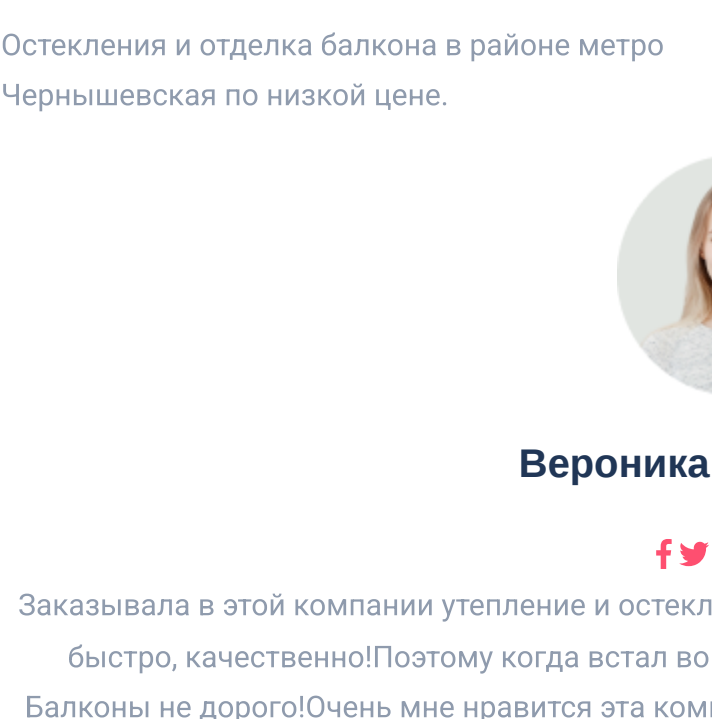 Остекления и отделка балкона в районе метро
Чернышевская по низкой цене.
Вероника
Заказывала в этой компании утепление и остекл
быстро, качественно!Поэтому когда встал во
Балконы не дорого!Очень мне нравится эта